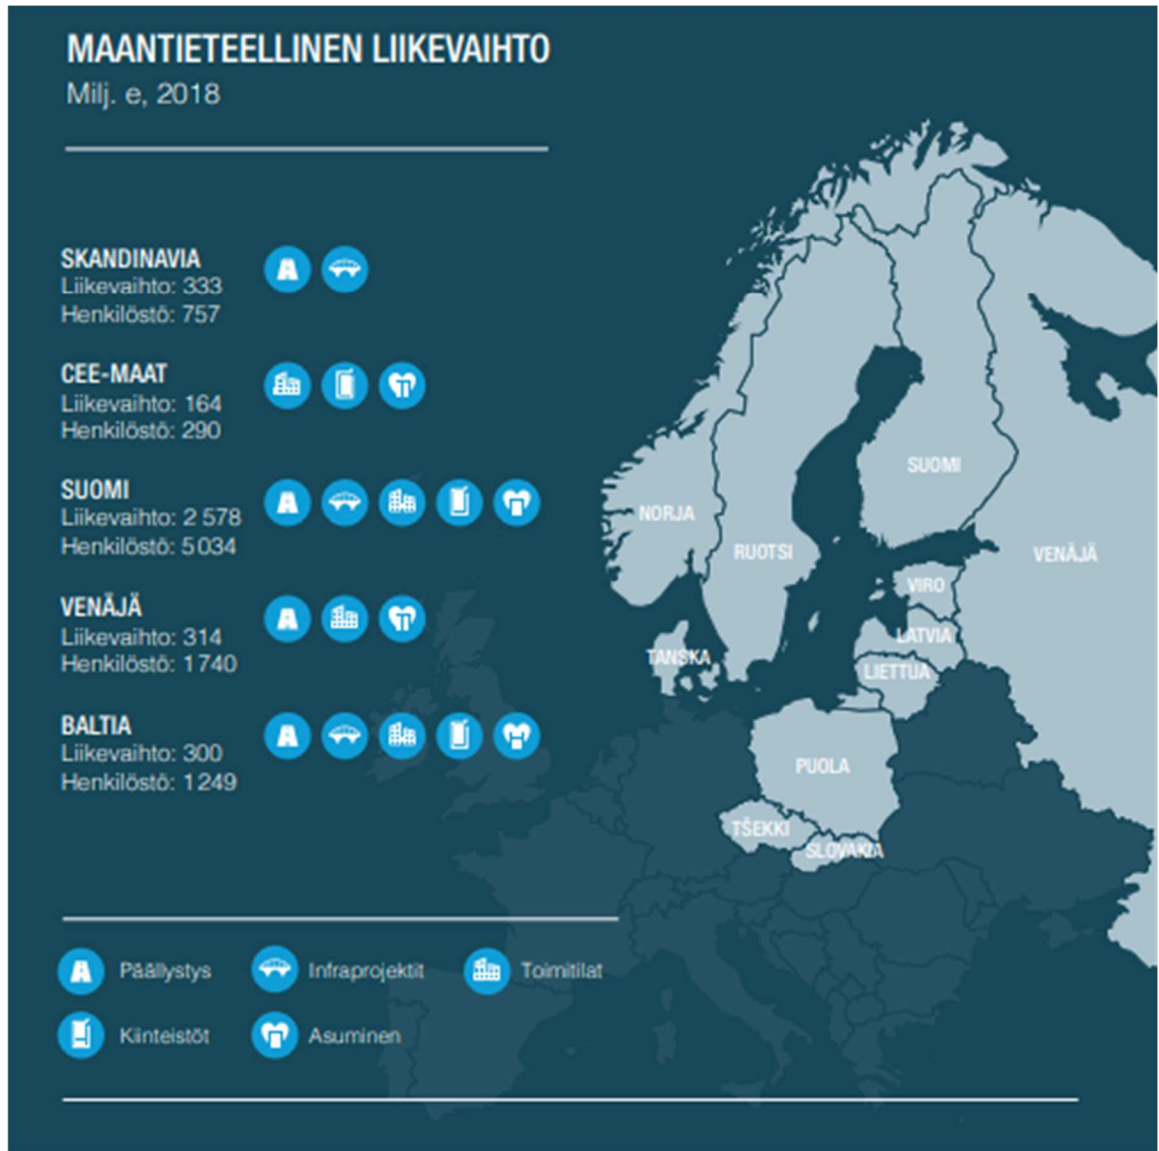 MAANTIETEELLINEN LIIKEVAIHTO
Milj. e, 2018
SKANDINAVIA
Liikevaihto: 333
Henkilöstö: 757
CEE-MAAT
Liikevaihto: 164
Henkilöstö: 290
SUOMI
Liikevaihto: 2 578
Henkilöstö: 5 034
VENÄJÄ
Liikevaihto: 314
Henkilöstö: 1 740
BALTIA
Liikevaihto: 300
Henkilöstö: 1 249
SUOMI
NORJA
RUOTSI
VENÄJÄ
VIRO
LATVIA
TANSKA
LIETTUA
PUOLA
TŠEKKI
SLOVAKIA
Päällystys
Infraprojektit
Toimitilat
Kiinteistöt
Asuminen